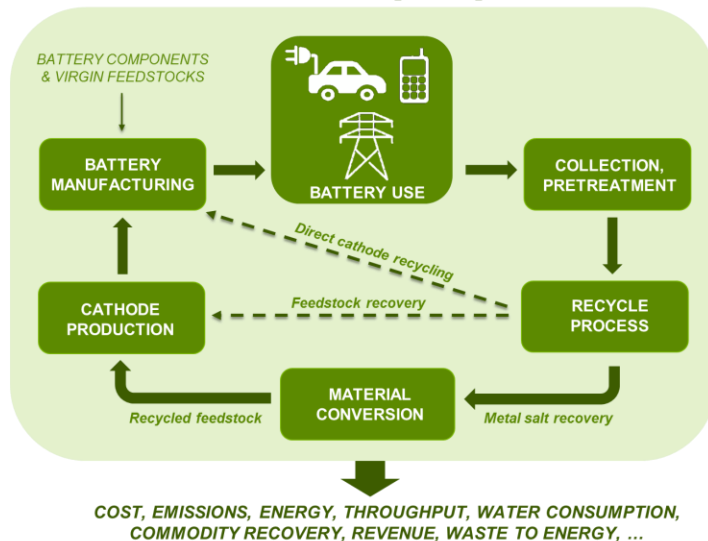 BATTERY COMPONENTS
& VIRGIN FEEDSTOCKS
BATTERY
MANUFACTURING
BATTERY USE
COLLECTION,
PRETREATMENT
Direct cathode recycling
Feedstock recovery
CATHODE
PRODUCTION
RECYCLE
PROCESS
MATERIAL
CONVERSION
Recycled feedstock
Metal salt recovery
COST, EMISSIONS, ENERGY, THROUGHPUT, WATER CONSUMPTION,
COMMODITY RECOVERY, REVENUE, WASTE TO ENERGY, ...